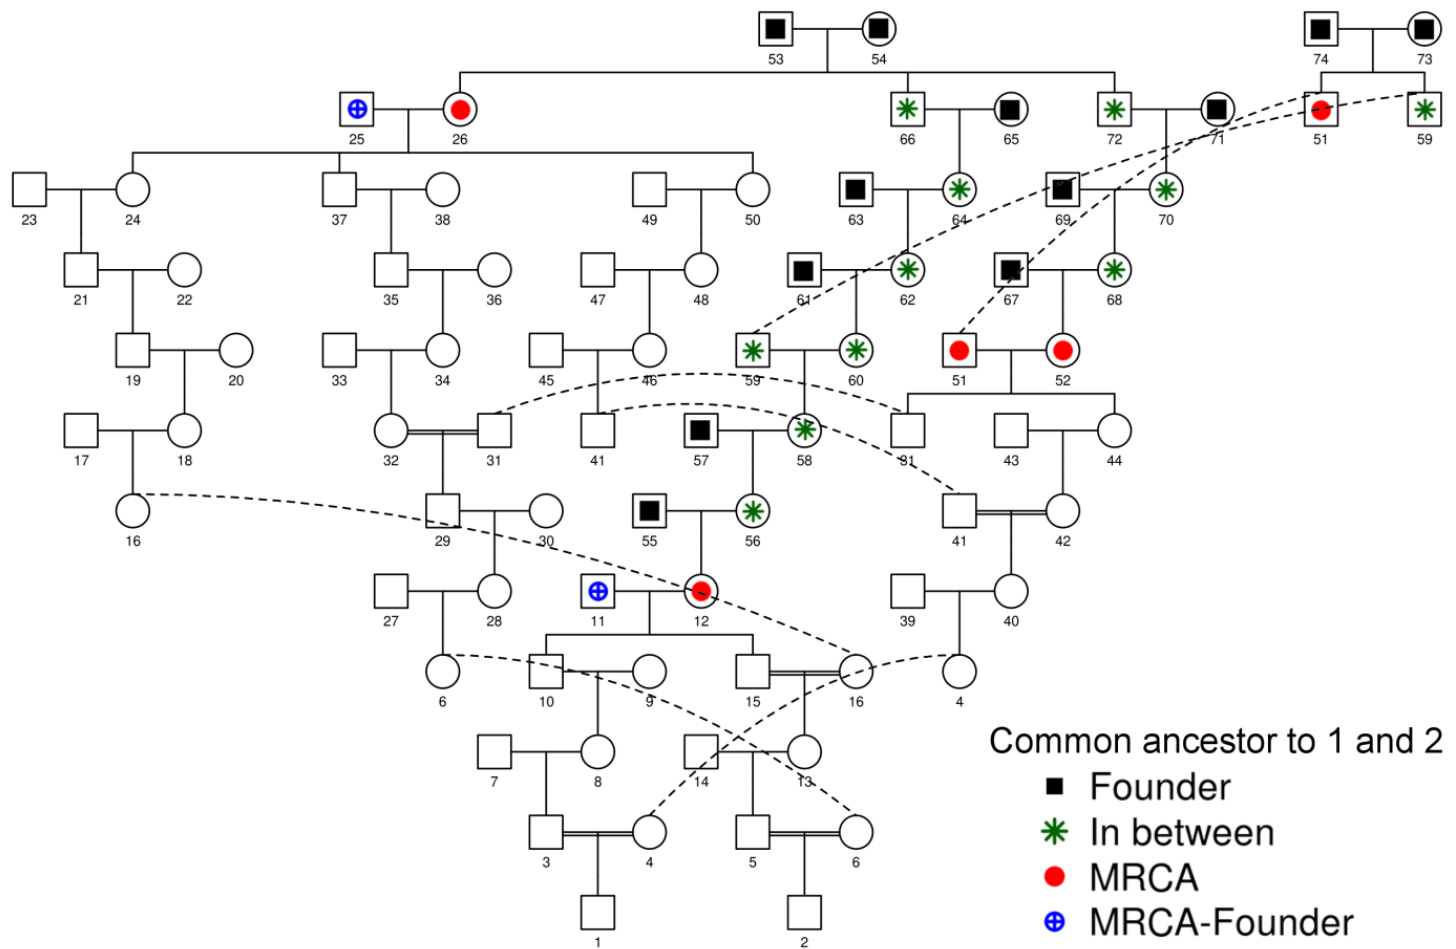 53 54 74 73
25 26 66 65 72 71 51 59
23 24 37 38 49 50 63 64 69 70
21 22 35 36 47 48 61 62 67 68
19 20 33 34 45 46 59 60 51 52
17 18 32 31 41 57 58 31 43 44
16 29 30 55 56 41 42
27 28 11 12 39 40
6 10 9 15 16 4
7 8 14 13
3 4 5 6
1 2
Common ancestor to 1 and 2
Founder
In between
MRCA
MRCA-Founder